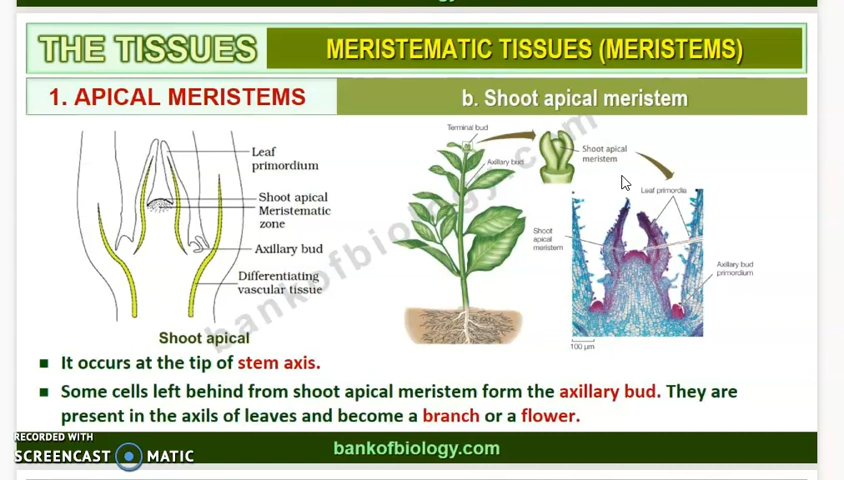 THE TISSUES
MERISTEMATIC TISSUES (MERISTEMS)
1. APICAL MERISTEMS
b. Shoot apical meristem
Leaf
primordium
Shoot apical
Meristematic
zone
Axillary bud
Differentiating
vascular tissue
Shoot apical
Terminal bud
Axillary bud
Shoot apical
meristem
Leaf primordia
Shoot
apical
meristem
Axillary bud
primordium
100 µm
bankofbiology.com
■ It occurs at the tip of stem axis.
■ Some cells left behind from shoot apical meristem form the axillary bud. They are
present in the axils of leaves and become a branch or a flower.
RECORDED WITH
SCREENCAST MATIC
bankofbiology.com